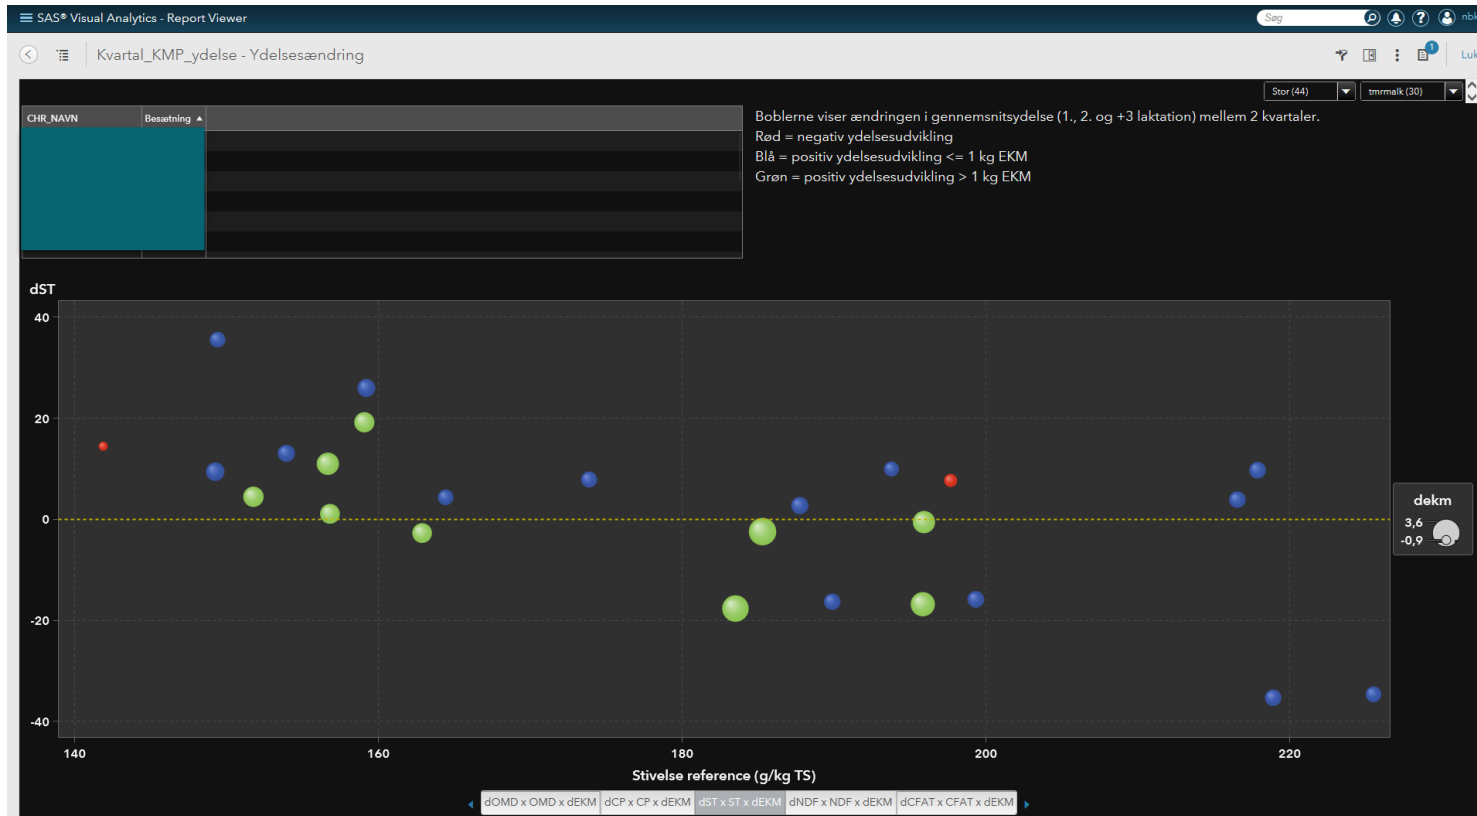 SAS® Visual Analytics - Report Viewer
Søg
Kvartal_KMP_ydelse - Ydelsesændring
1
Stor (44)
tmrmalk (30)
CHR_NAVN
Besætning
Boblerne viser ændringen i gennemsnitsydelse (1., 2. og +3 laktation) mellem 2 kvartaler.
Rød = negativ ydelsesudvikling
Blå = positiv ydelsesudvikling <= 1 kg EKM
Grøn = positiv ydelsesudvikling > 1 kg EKM
dST
40
20
0
-20
-40
140
160
180
200
220
Stivelse reference (g/kg TS)
dekm
3,6
-0,9
dOMD x OMD x dEKM
dCP x CP x dEKM
dST x ST x dEKM
dNDF x NDF x dEKM
dCFAT x CFAT x dEKM